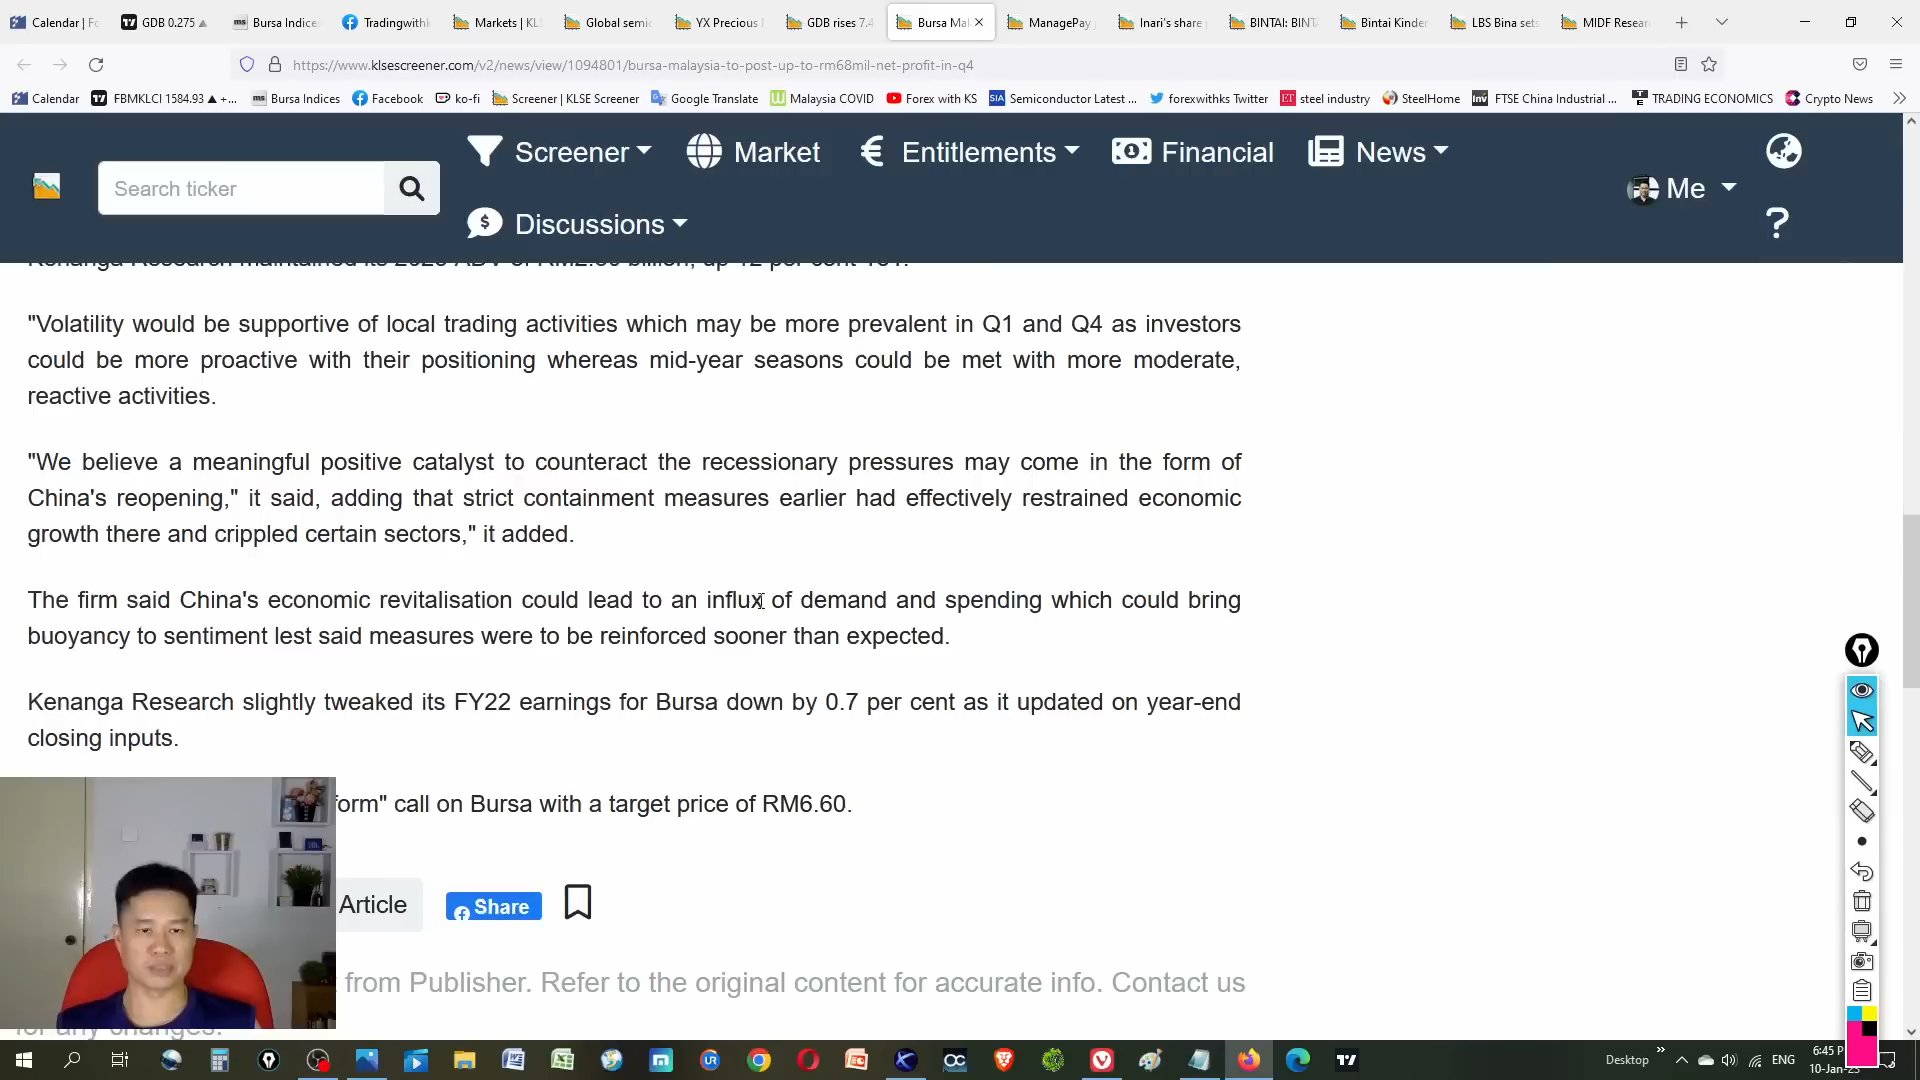 Calendar | Fo
GDB 0.275
Bursa Indice
Tradingwith
Markets | KL
Global semic
YX Precious
GDB rises 7.4
Bursa Mal
ManagePay
Inari's share
BINTAI: BINT
Bintai Kinder
LBS Bina sets
MIDF Resear
https://www.klsescreener.com/v2/news/view/1094801/bursa-malaysia-to-post-up-to-rm68mil-net-profit-in-q4
Calendar
FBMKLCI 1584.93 ▲ +...
Bursa Indices
Facebook
ko-fi
Screener | KLSE Screener
Google Translate
Malaysia COVID
Forex with KS
Semiconductor Latest ...
forexwithks Twitter
steel industry
SteelHome
FTSE China Industrial ...
TRADING ECONOMICS
Crypto News
Search ticker
Screener
Market
Entitlements
Financial
News
Discussions
Me
"Volatility would be supportive of local trading activities which may be more prevalent in Q1 and Q4 as investors
could be more proactive with their positioning whereas mid-year seasons could be met with more moderate,
reactive activities.
"We believe a meaningful positive catalyst to counteract the recessionary pressures may come in the form of
China's reopening," it said, adding that strict containment measures earlier had effectively restrained economic
growth there and crippled certain sectors," it added.
The firm said China's economic revitalisation could lead to an influx of demand and spending which could bring
buoyancy to sentiment lest said measures were to be reinforced sooner than expected.
Kenanga Research slightly tweaked its FY22 earnings for Bursa down by 0.7 per cent as it updated on year-end
closing inputs.
form" call on Bursa with a target price of RM6.60.
Article
Share
from Publisher. Refer to the original content for accurate info. Contact us
for any changes.
Desktop
ENG
6:45 P
10-Jan-23